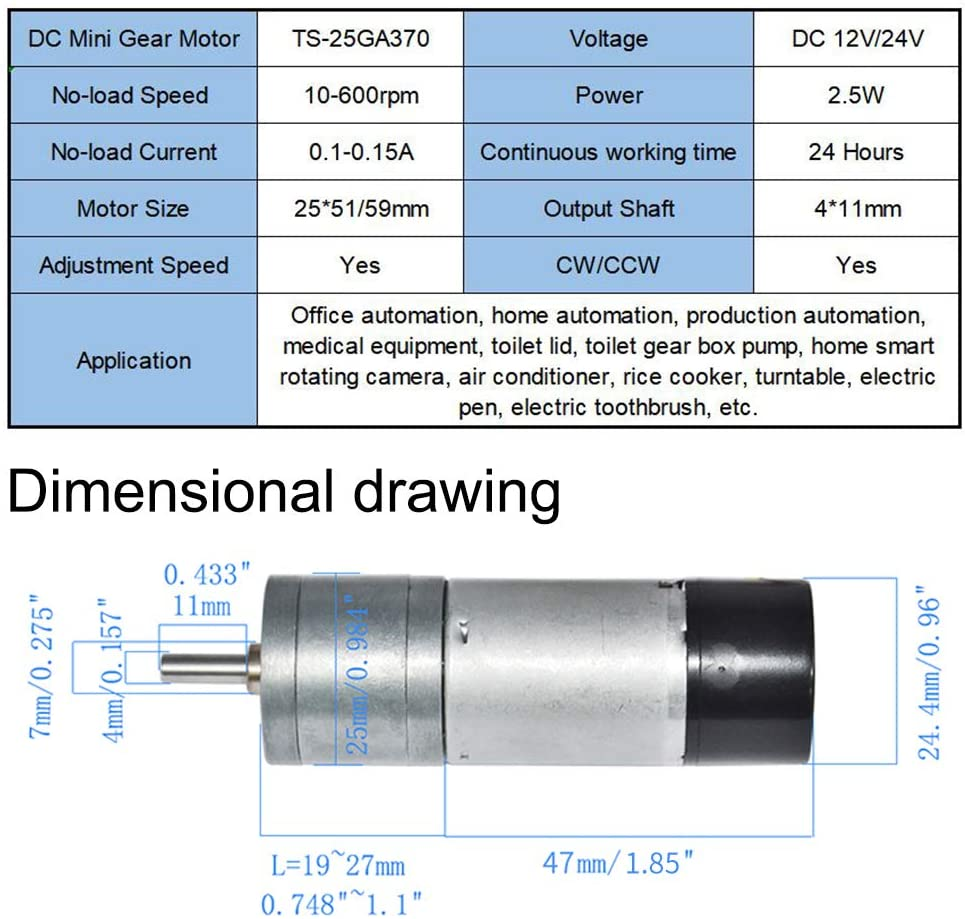 DC Mini Gear Motor TS-25GA370 Voltage DC 12V/24V
No-load Speed 10-600rpm Power 2.5W
No-load Current 0.1-0.15A Continuous working time 24 Hours
Motor Size 25*51/59mm Output Shaft 4*11mm
Adjustment Speed Yes CW/CCW Yes
Application
Office automation, home automation, production automation,
medical equipment, toilet lid, toilet gear box pump, home smart
rotating camera, air conditioner, rice cooker, turntable, electric
pen, electric toothbrush, etc.
Dimensional drawing
0.433"
11mm
7mm/0.275"
4mm/0.157"
25mm/0.984"
24.4mm/0.96"
L=19~27mm
0.748"~1.1"
47mm/1.85"